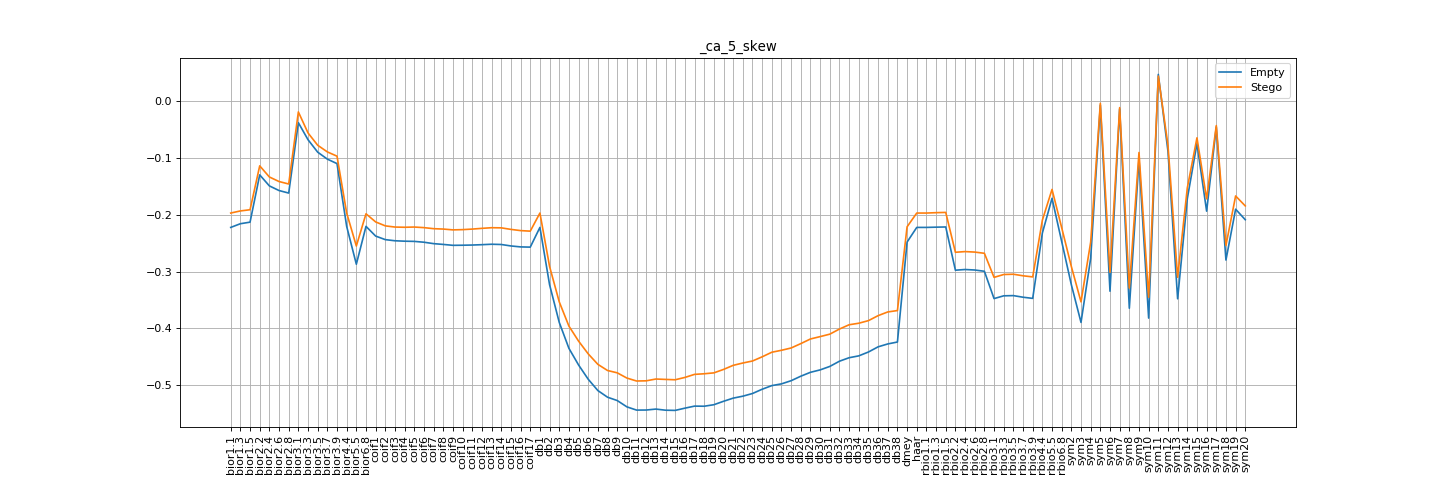 _ca_5_skew
Empty
Stego
0.0
−0.1
−0.2
−0.3
−0.4
−0.5
bior1.1
bior1.3
bior1.5
bior2.2
bior2.4
bior2.6
bior2.8
bior3.1
bior3.3
bior3.5
bior3.7
bior3.9
bior4.4
bior5.5
bior6.8
coif1
coif2
coif3
coif4
coif5
coif6
coif7
coif8
coif9
coif10
coif11
coif12
coif13
coif14
coif15
coif16
coif17
db1
db2
db3
db4
db5
db6
db7
db8
db9
db10
db11
db12
db13
db14
db15
db16
db17
db18
db19
db20
db21
db22
db23
db24
db25
db26
db27
db28
db29
db30
db31
db32
db33
db34
db35
db36
db37
db38
dmey
haar
rbio1.1
rbio1.3
rbio1.5
rbio2.2
rbio2.4
rbio2.6
rbio2.8
rbio3.1
rbio3.3
rbio3.5
rbio3.7
rbio3.9
rbio4.4
rbio5.5
rbio6.8
sym2
sym3
sym4
sym5
sym6
sym7
sym8
sym9
sym10
sym11
sym12
sym13
sym14
sym15
sym16
sym17
sym18
sym19
sym20